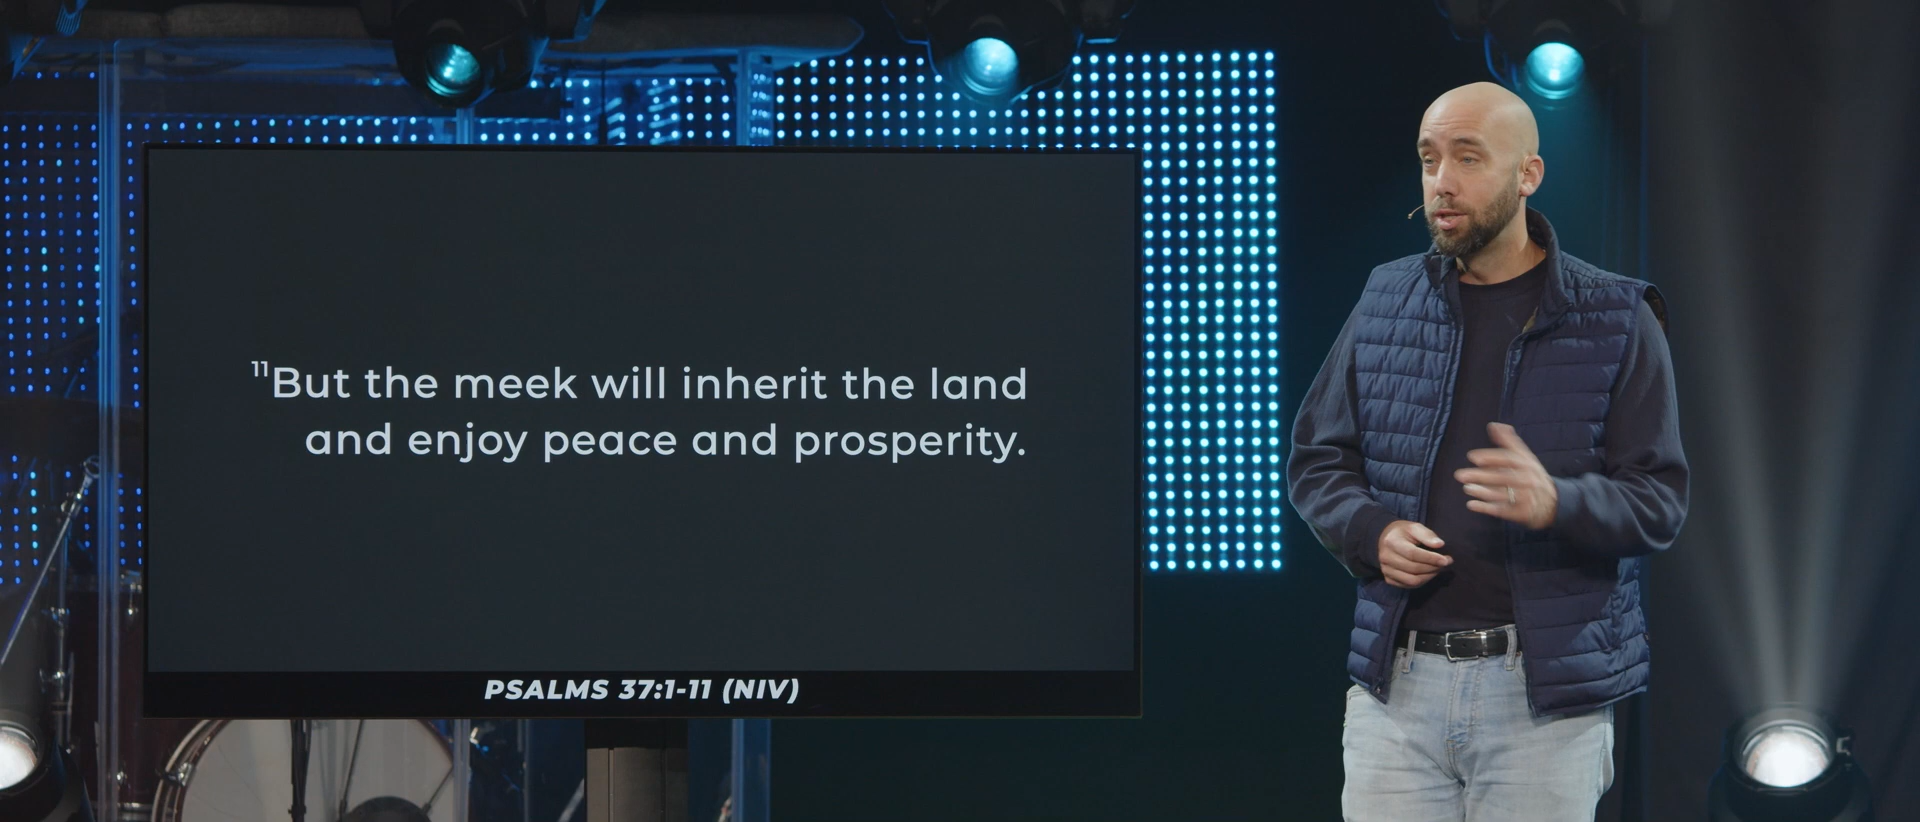 ¹¹But the meek will inherit the land
and enjoy peace and prosperity.
PSALMS 37:1-11 (NIV)